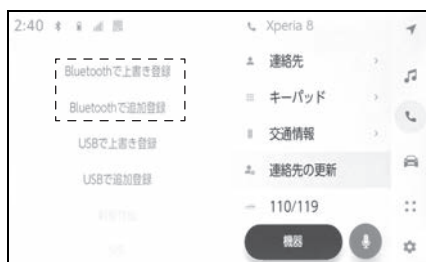 2:40
Bluetoothで上書き登録
Bluetoothで追加登録
USBで上書き登録
USBで追加登録
Xperia 8
連絡先
キーパッド
交通情報
連絡先の更新
110/119
機器